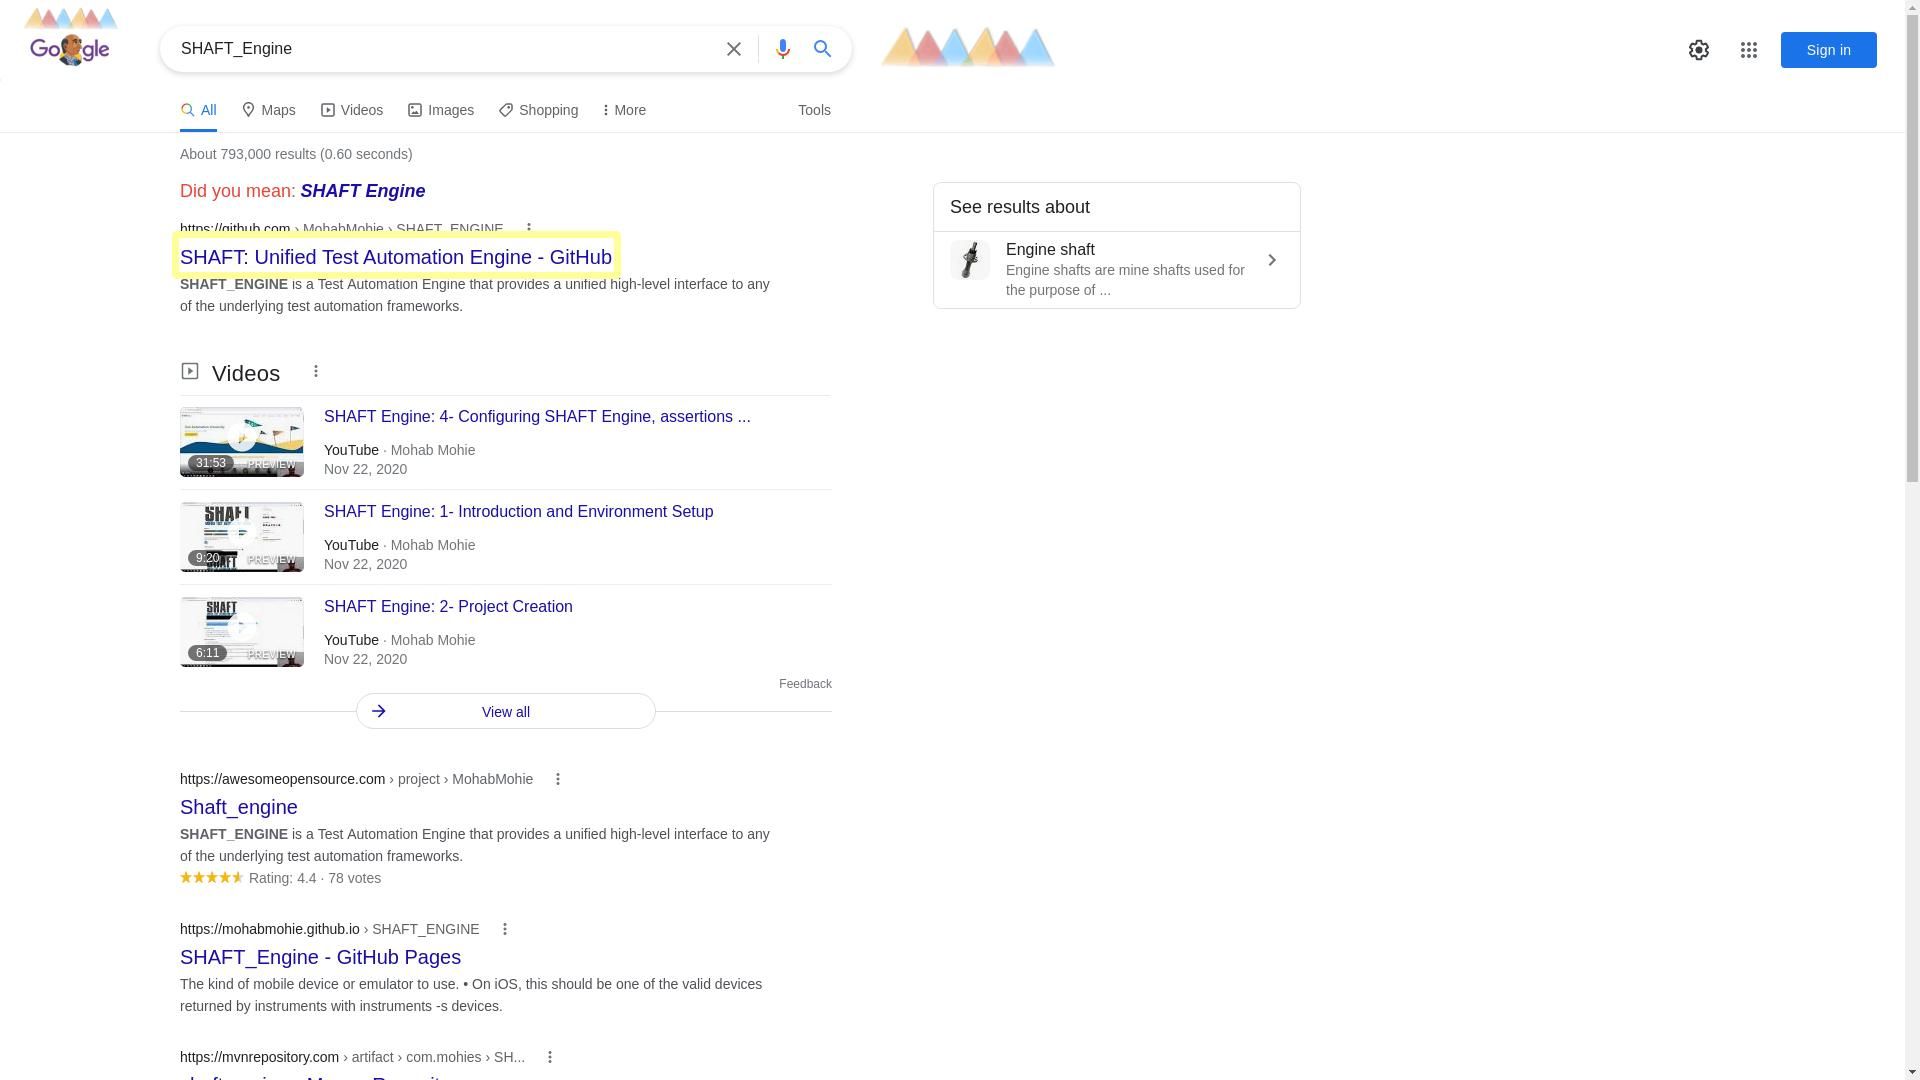 Google
SHAFT_Engine
Sign in
All
Maps
Videos
Images
Shopping
More
Tools
About 793,000 results (0.60 seconds)
Did you mean: SHAFT Engine
https://github.com › MohabMohie › SHAFT_ENGINE
SHAFT: Unified Test Automation Engine - GitHub
SHAFT_ENGINE is a Test Automation Engine that provides a unified high-level interface to any
of the underlying test automation frameworks.
See results about
Engine shaft
Engine shafts are mine shafts used for
the purpose of ...
Videos
SHAFT Engine: 4- Configuring SHAFT Engine, assertions ...
31:53
PREVIEW
YouTube · Mohab Mohie
Nov 22, 2020
SHAFT Engine: 1- Introduction and Environment Setup
SHAFT
9:20
PREVIEW
YouTube · Mohab Mohie
Nov 22, 2020
SHAFT Engine: 2- Project Creation
SHAFT
6:11
PREVIEW
YouTube · Mohab Mohie
Nov 22, 2020
Feedback
View all
https://awesomeopensource.com › project › MohabMohie
Shaft_engine
SHAFT_ENGINE is a Test Automation Engine that provides a unified high-level interface to any
of the underlying test automation frameworks.
Rating: 4.4 · 78 votes
https://mohabmohie.github.io › SHAFT_ENGINE
SHAFT_Engine - GitHub Pages
The kind of mobile device or emulator to use. • On iOS, this should be one of the valid devices
returned by instruments with instruments -s devices.
https://mvnrepository.com › artifact › com.mohies › SH...